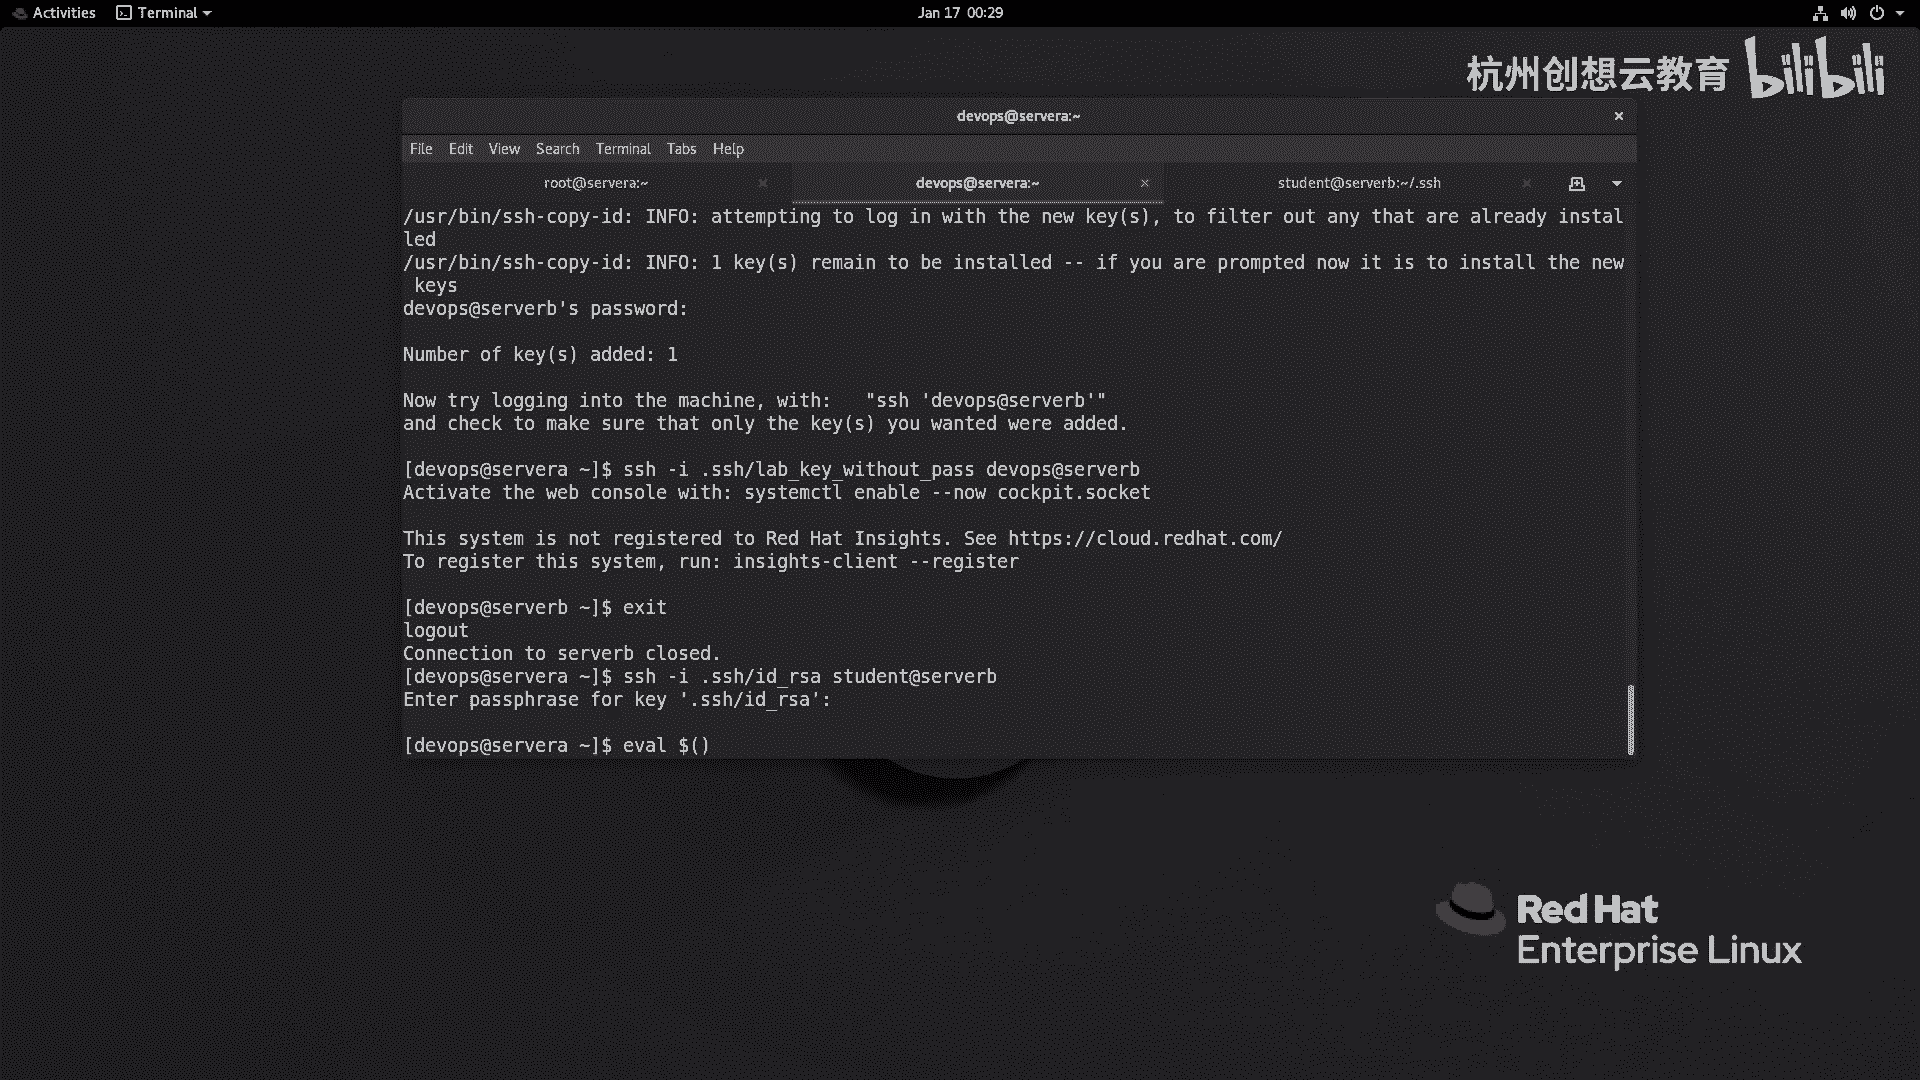 Activities Terminal Jan 17 00:29
杭州创想云教育 bilibili
devops@servera:~
File Edit View Search Terminal Tabs Help
root@servera:~ devops@servera:~ student@serverb:~/.ssh
/usr/bin/ssh-copy-id: INFO: attempting to log in with the new key(s), to filter out any that are already instal
led
/usr/bin/ssh-copy-id: INFO: 1 key(s) remain to be installed -- if you are prompted now it is to install the new
 keys
devops@serverb's password:
Number of key(s) added: 1
Now try logging into the machine, with:   "ssh 'devops@serverb'"
and check to make sure that only the key(s) you wanted were added.
[devops@servera ~]$ ssh -i .ssh/lab_key_without_pass devops@serverb
Activate the web console with: systemctl enable --now cockpit.socket
This system is not registered to Red Hat Insights. See https://cloud.redhat.com/
To register this system, run: insights-client --register
[devops@serverb ~]$ exit
logout
Connection to serverb closed.
[devops@servera ~]$ ssh -i .ssh/id_rsa student@serverb
Enter passphrase for key '.ssh/id_rsa':
[devops@servera ~]$ eval $()
Red Hat
Enterprise Linux